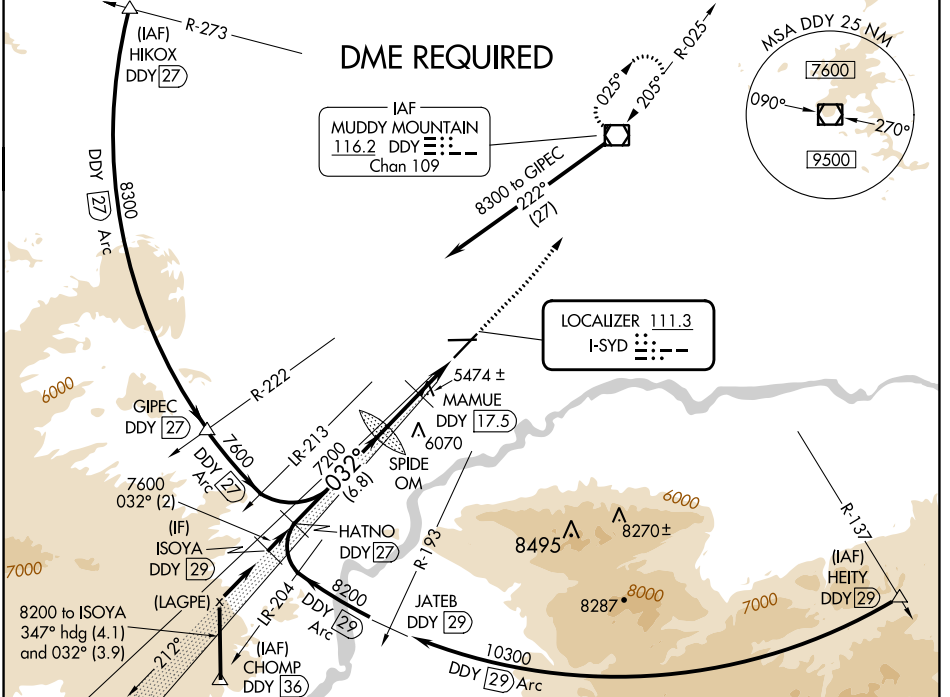 DME REQUIRED
(IAF)
HIKOX
DDY 27
R-273
DDY 27 Arc
8300
IAF
MUDDY MOUNTAIN
116.2 DDY
Chan 109
025°
205°
R-025
8300 to GIPEC
222°
(27)
MSA DDY 25 NM
7600
090°
270°
9500
LOCALIZER 111.3
I-SYD
6000
GIPEC
DDY 27
R-222
7600
DDY 27
Arc
LR-213
7200
032°
(6.8)
5474 ±
MAMUE
DDY 17.5
6070
SPIDE
OM
7600
032° (2)
(IF)
ISOYA
DDY 29
HATNO
DDY 27
R-193
7000
(LAGPE)
8200 to ISOYA
347° hdg (4.1)
and 032° (3.9)
212°
LR-204
(IAF)
CHOMP
DDY 36
8200
DDY 29
Arc
JATEB
DDY 29
10300
DDY 29 Arc
8495
8270±
6000
8287
8000
7000
R-137
(IAF)
HEITY
DDY 29